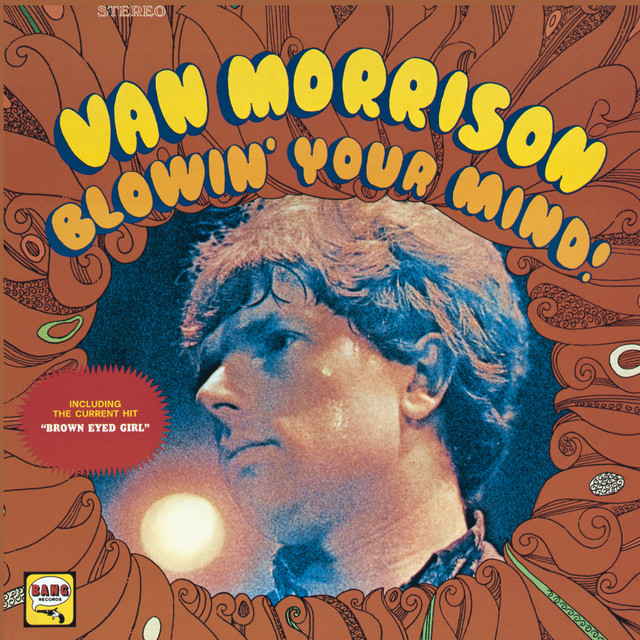 STEREO
VAN MORRISON
BLOWIN' YOUR MIND!
INCLUDING
THE CURRENT HIT
“BROWN EYED GIRL”
BANG
RECORDS